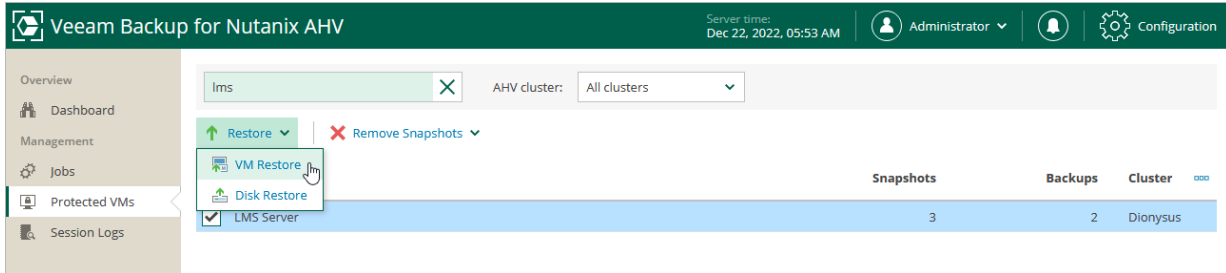 Veeam Backup for Nutanix AHV
Server time:
Dec 22, 2022, 05:53 AM
Administrator
Configuration
Overview
Dashboard
Management
Jobs
Protected VMs
Session Logs
lms
AHV cluster:
All clusters
Restore
Remove Snapshots
VM Restore
Disk Restore
Snapshots
Backups
Cluster
LMS Server
3
2
Dionysus